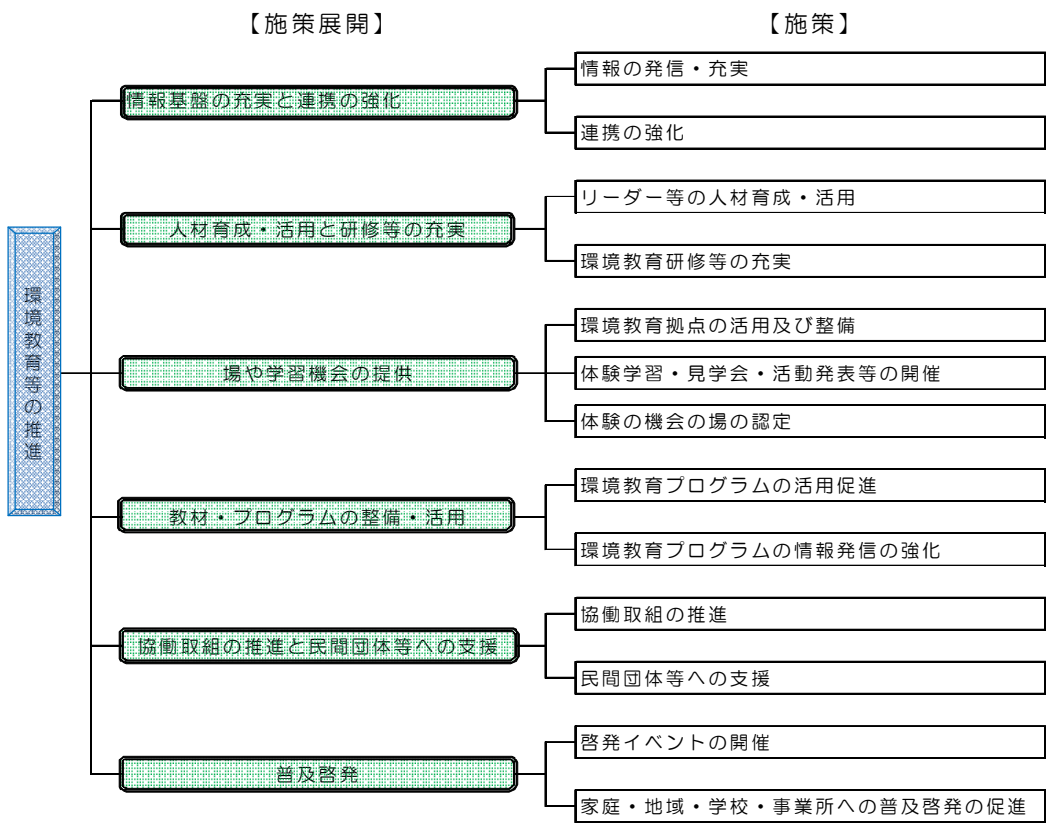 【施策展開】
【施策】
環境教育等の推進
情報基盤の充実と連携の強化
情報の発信・充実
連携の強化
人材育成・活用と研修等の充実
リーダー等の人材育成・活用
環境教育研修等の充実
場や学習機会の提供
環境教育拠点の活用及び整備
体験学習・見学会・活動発表等の開催
体験の機会の場の認定
教材・プログラムの整備・活用
環境教育プログラムの活用促進
環境教育プログラムの情報発信の強化
協働取組の推進と民間団体等への支援
協働取組の推進
民間団体等への支援
普及啓発
啓発イベントの開催
家庭・地域・学校・事業所への普及啓発の促進